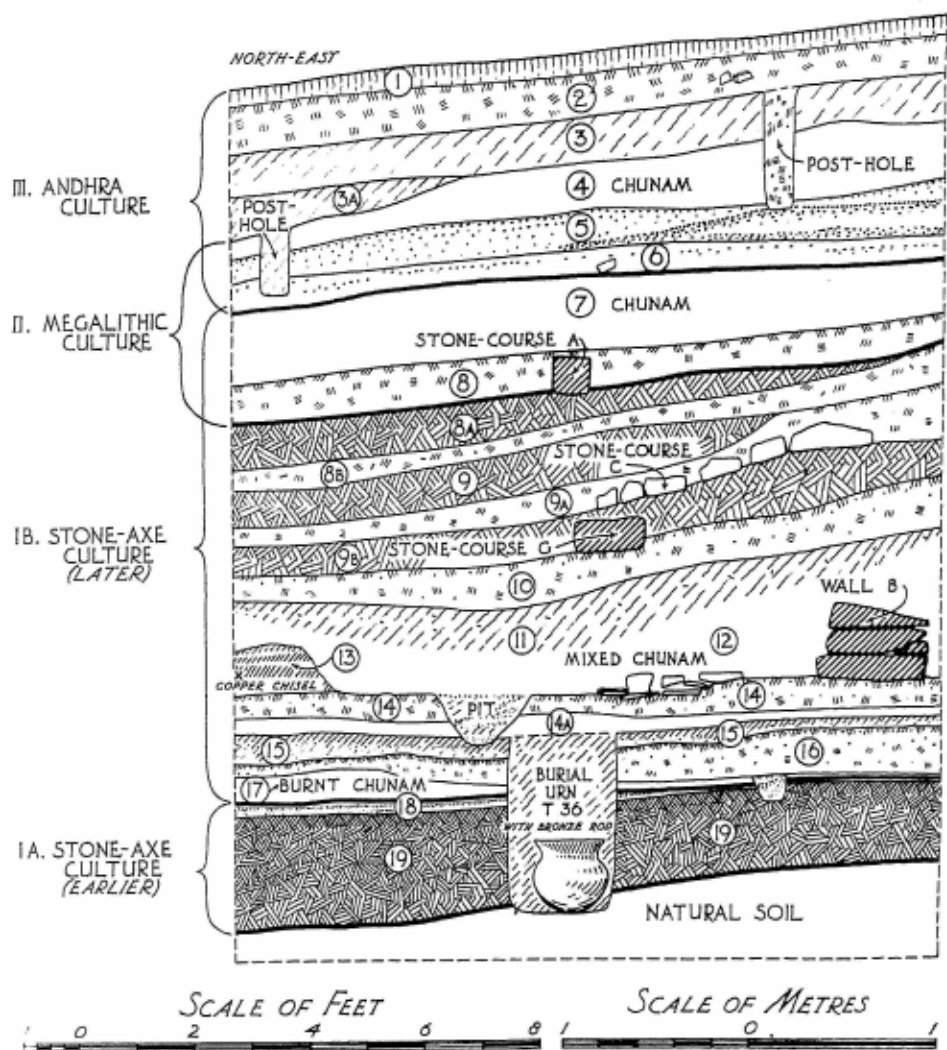 NORTH-EAST
1
2
3
POST-HOLE
III. ANDHRA
CULTURE
3A
4 CHUNAM
POST-
HOLE
5
6
II. MEGALITHIC
CULTURE
7 CHUNAM
STONE-COURSE A
8
8A
8B
9
STONE-COURSE
C
9A
IB. STONE-AXE
CULTURE
(LATER)
9B
STONE-COURSE G
10
WALL B
11
12
13
MIXED CHUNAM
COPPER CHISEL
14
PIT
14A
14
15
15
16
17 BURNT CHUNAM
BURIAL
URN
T 36
WITH BRONZE ROD
18
IA. STONE-AXE
CULTURE
(EARLIER)
19
19
NATURAL SOIL
SCALE OF FEET
SCALE OF METRES
1 0 2 4 6 8
1 0 1